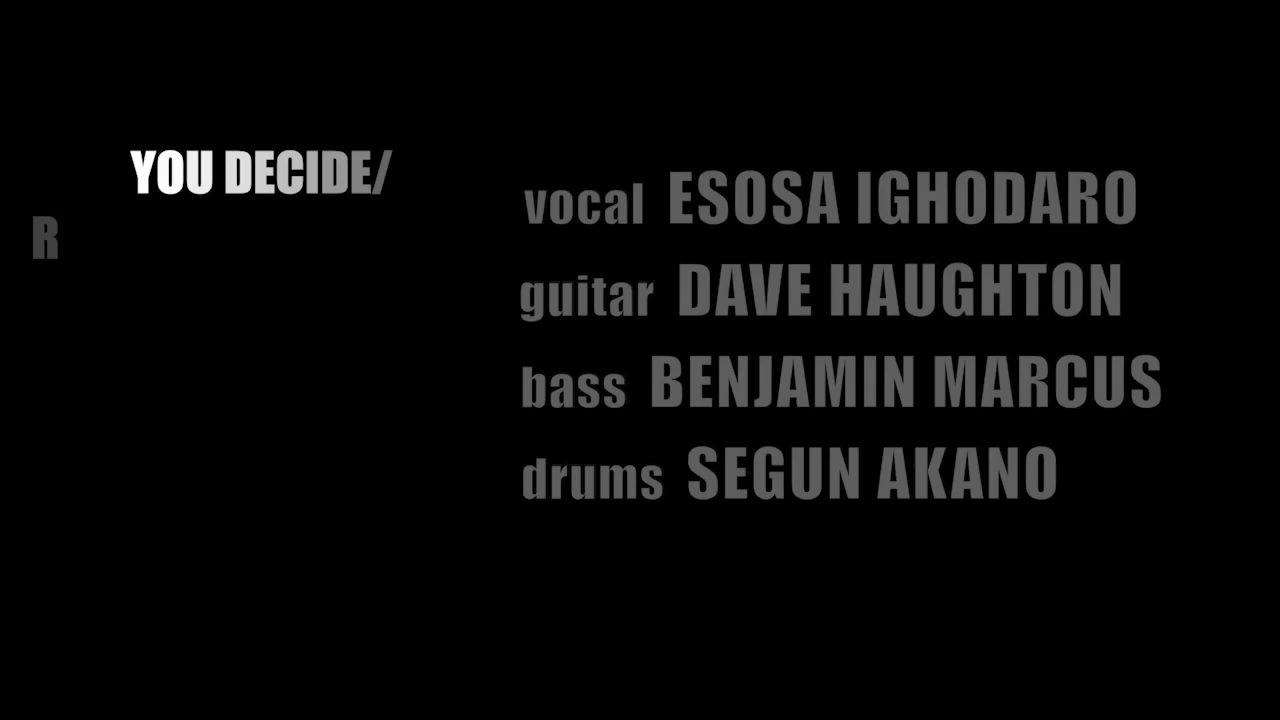 YOU DECIDE/
R
vocal ESOSA IGHODARO
guitar DAVE HAUGHTON
bass BENJAMIN MARCUS
drums SEGUN AKANO